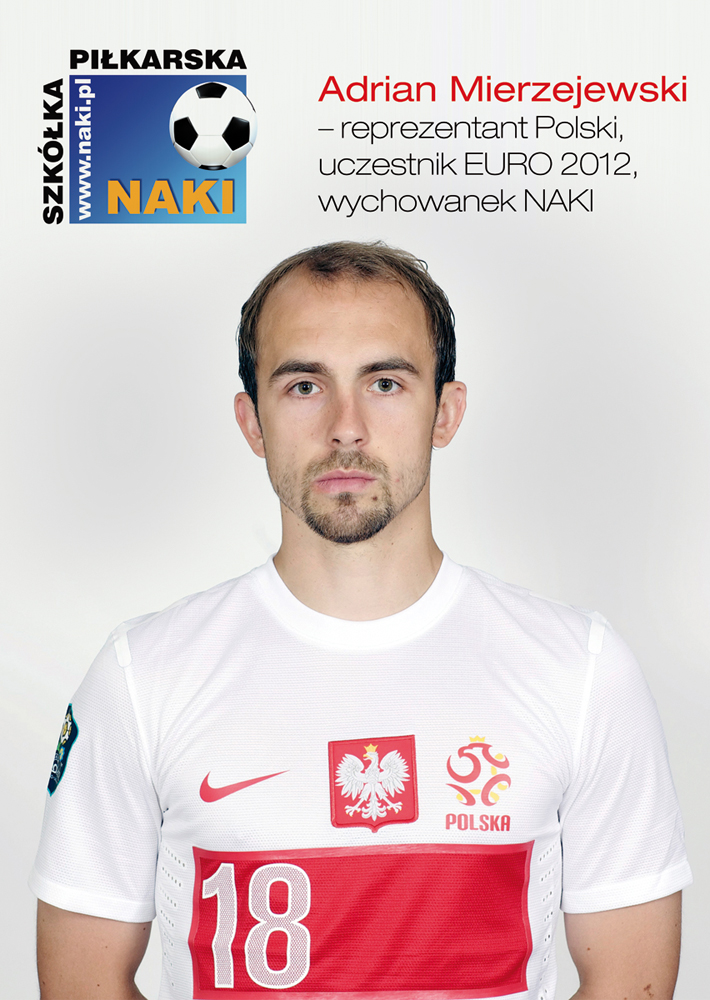 PIŁKARSKA
SZKÓŁKA
www.naki.pl
NAKI
Adrian Mierzejewski
– reprezentant Polski,
uczestnik EURO 2012,
wychowanek NAKI
POLSKA
18